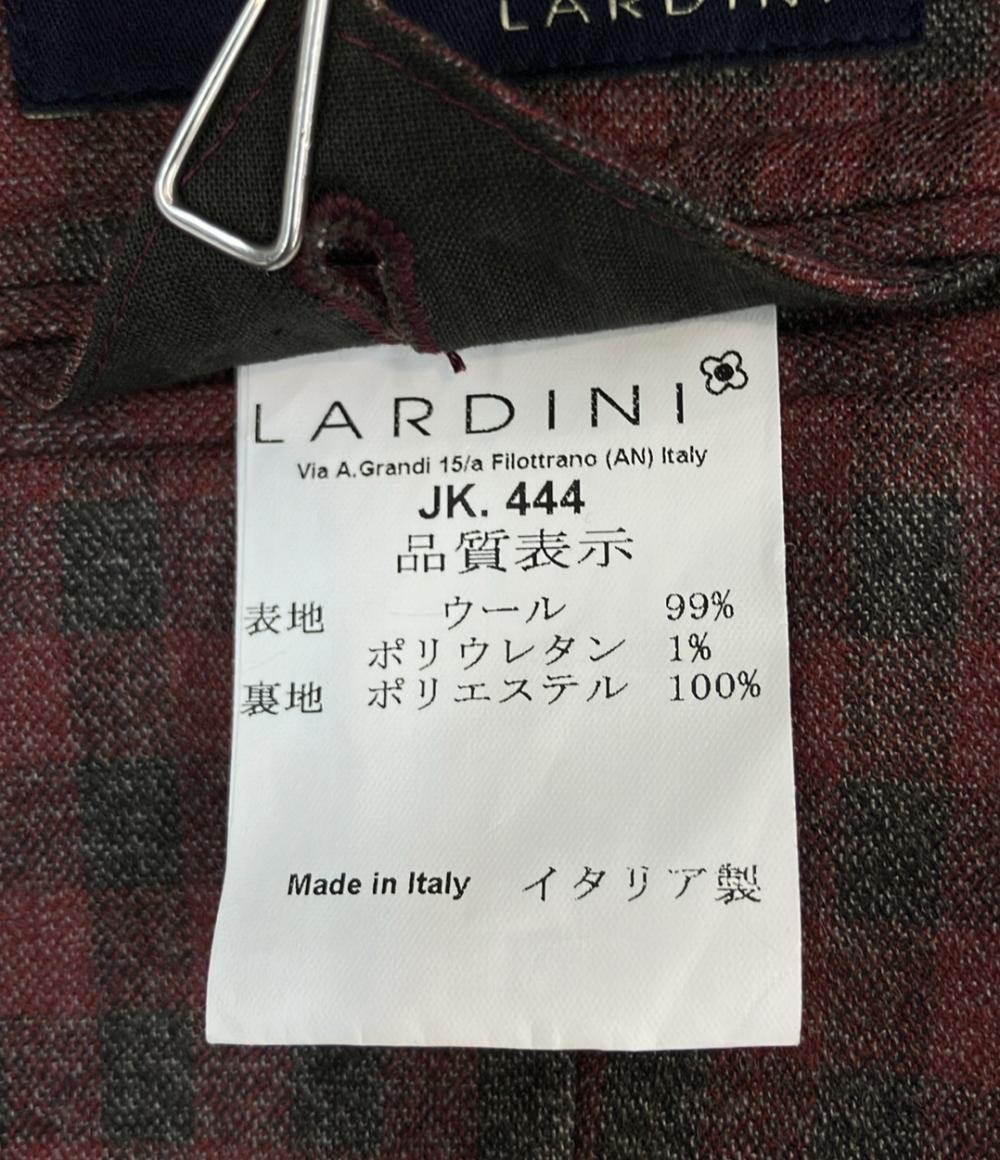 LARDINI
LARDINI
Via A.Grandi 15/a Filottrano (AN) Italy
JK. 444
品質表示
表地 ウール 99%
ポリウレタン 1%
裏地 ポリエステル 100%
Made in Italy イタリア製